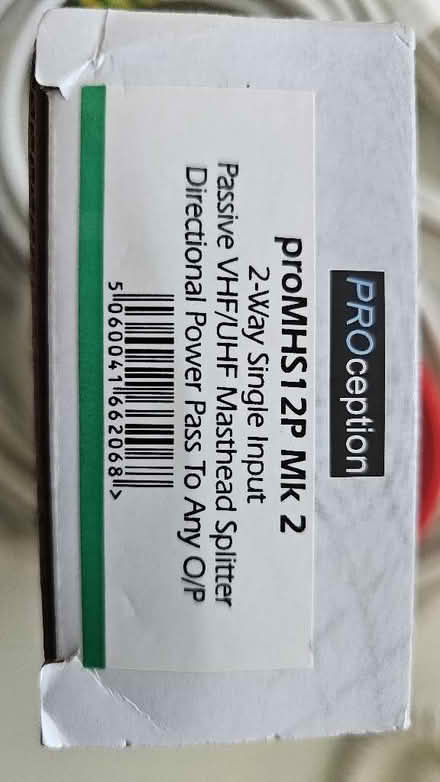 PROception
proMHS12P Mk 2
2-Way Single Input
Passive VHF/UHF Masthead Splitter
Directional Power Pass To Any O/P
5 060041 662068 >